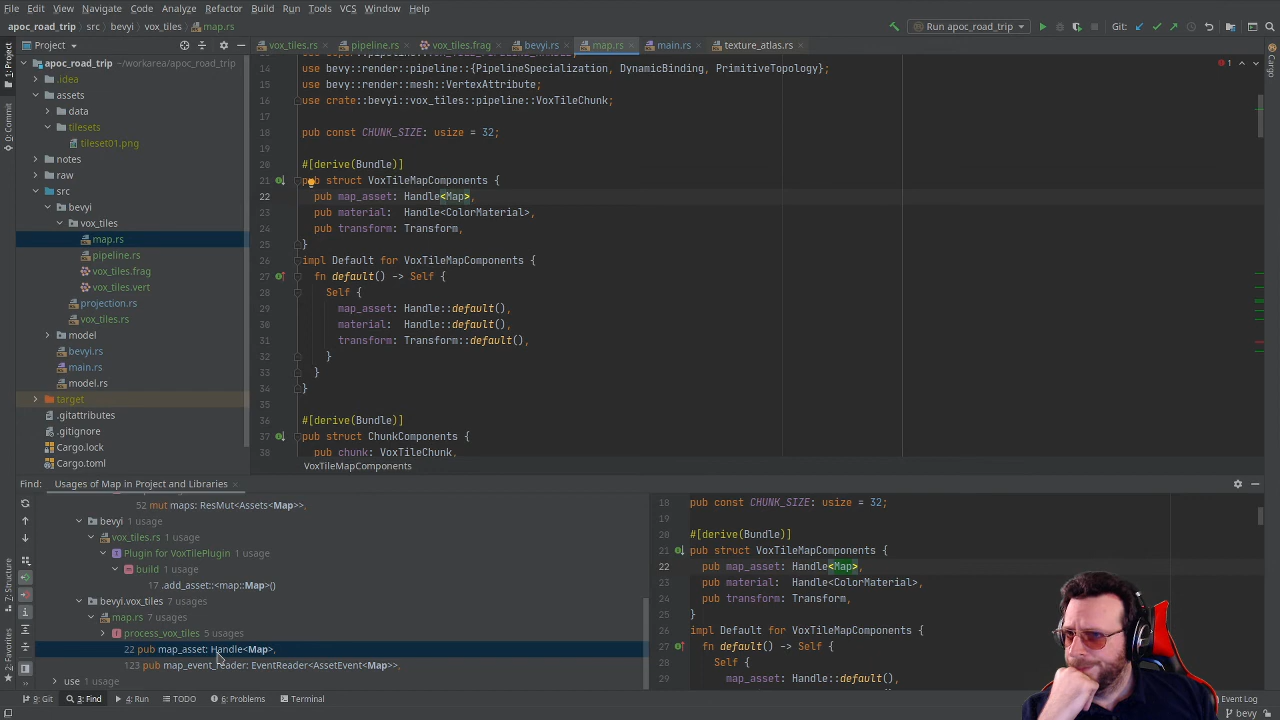 File Edit View Navigate Code Analyze Refactor Build Run Tools VCS Window Help
apoc_road_trip src bevyi vox_tiles map.rs
Run apoc_road_trip
Git:
1: Project
Project
vox_tiles.rs pipeline.rs vox_tiles.frag bevyi.rs map.rs main.rs texture_atlas.rs
Cargo
apoc_road_trip ~/workarea/apoc_road_trip
.idea
assets
data
tilesets
tileset01.png
notes
raw
src
bevyi
vox_tiles
map.rs
pipeline.rs
vox_tiles.frag
vox_tiles.vert
projection.rs
vox_tiles.rs
model
bevyi.rs
main.rs
model.rs
target
.gitattributes
.gitignore
Cargo.lock
Cargo.toml
0: Commit
14 use bevy::render::pipeline::{PipelineSpecialization, DynamicBinding, PrimitiveTopology};
15 use bevy::render::mesh::VertexAttribute;
16 use crate::bevyi::vox_tiles::pipeline::VoxTileChunk;
17
18 pub const CHUNK_SIZE: usize = 32;
19
20 #[derive(Bundle)]
21 pub struct VoxTileMapComponents {
22 pub map_asset: Handle<Map>,
23 pub material: Handle<ColorMaterial>,
24 pub transform: Transform,
25 }
26 impl Default for VoxTileMapComponents {
27 fn default() -> Self {
28 Self {
29 map_asset: Handle::default(),
30 material: Handle::default(),
31 transform: Transform::default(),
32 }
33 }
34 }
35
36 #[derive(Bundle)]
37 pub struct ChunkComponents {
38 pub chunk: VoxTileChunk,
1
VoxTileMapComponents
Find: Usages of Map in Project and Libraries
52 mut maps: ResMut<Assets<Map>>,
bevyi 1 usage
vox_tiles.rs 1 usage
Plugin for VoxTilePlugin 1 usage
build 1 usage
17 .add_asset::<map::Map>()
bevyi.vox_tiles 7 usages
map.rs 7 usages
process_vox_tiles 5 usages
22 pub map_asset: Handle<Map>,
123 pub map_event_reader: EventReader<AssetEvent<Map>>,
use 1 usage
18 pub const CHUNK_SIZE: usize = 32;
19
20 #[derive(Bundle)]
21 pub struct VoxTileMapComponents {
22 pub map_asset: Handle<Map>,
23 pub material: Handle<ColorMaterial>,
24 pub transform: Transform,
25 }
26 impl Default for VoxTileMapComponents {
27 fn default() -> Self {
28 Self {
29 map_asset: Handle::default(),
7: Structure
2: Favorites
9: Git 3: Find 4: Run TODO 6: Problems Terminal
Event Log
bevy